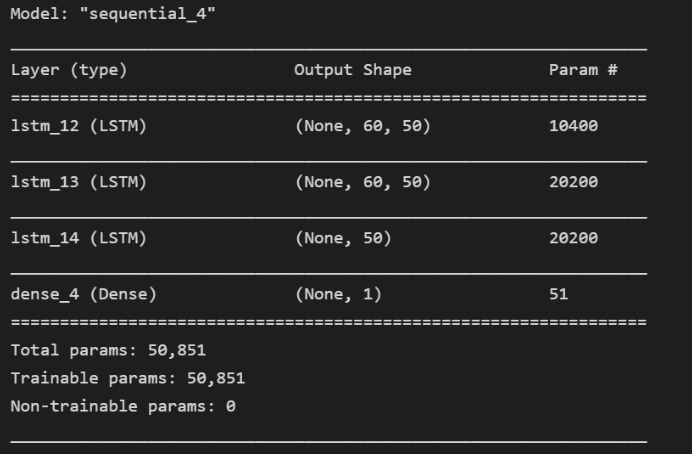 Model: "sequential_4"
Layer (type) Output Shape Param #
lstm_12 (LSTM) (None, 60, 50) 10400
lstm_13 (LSTM) (None, 60, 50) 20200
lstm_14 (LSTM) (None, 50) 20200
dense_4 (Dense) (None, 1) 51
Total params: 50,851
Trainable params: 50,851
Non-trainable params: 0